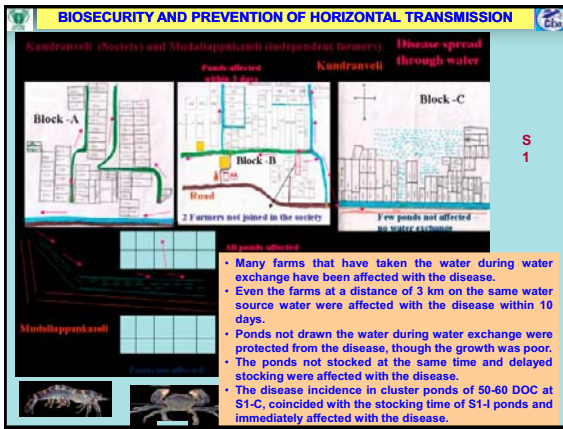 BIOSECURITY AND PREVENTION OF HORIZONTAL TRANSMISSION
Kundranveli (Society) and Mudaliappankandi (independent farmers)
Disease spread
through water
Ponds affected
within 3 days
Kundranveli
Block -A
Block -B
Block -C
Road
2 Farmers not joined in the society
Few ponds not affected –
no water exchange
S
1
All ponds affected
Mudaliappankandi
Ponds not affected
• Many farms that have taken the water during water
exchange have been affected with the disease.
• Even the farms at a distance of 3 km on the same water
source water were affected with the disease within 10
days.
• Ponds not drawn the water during water exchange were
protected from the disease, though the growth was poor.
• The ponds not stocked at the same time and delayed
stocking were affected with the disease.
• The disease incidence in cluster ponds of 50-60 DOC at
S1-C, coincided with the stocking time of S1-I ponds and
immediately affected with the disease.